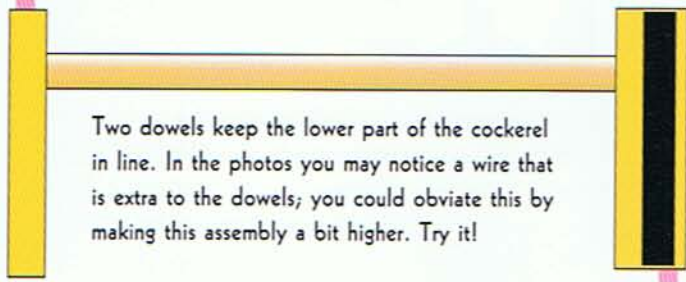 Two dowels keep the lower part of the cockerel
in line. In the photos you may notice a wire that
is extra to the dowels; you could obviate this by
making this assembly a bit higher. Try it!